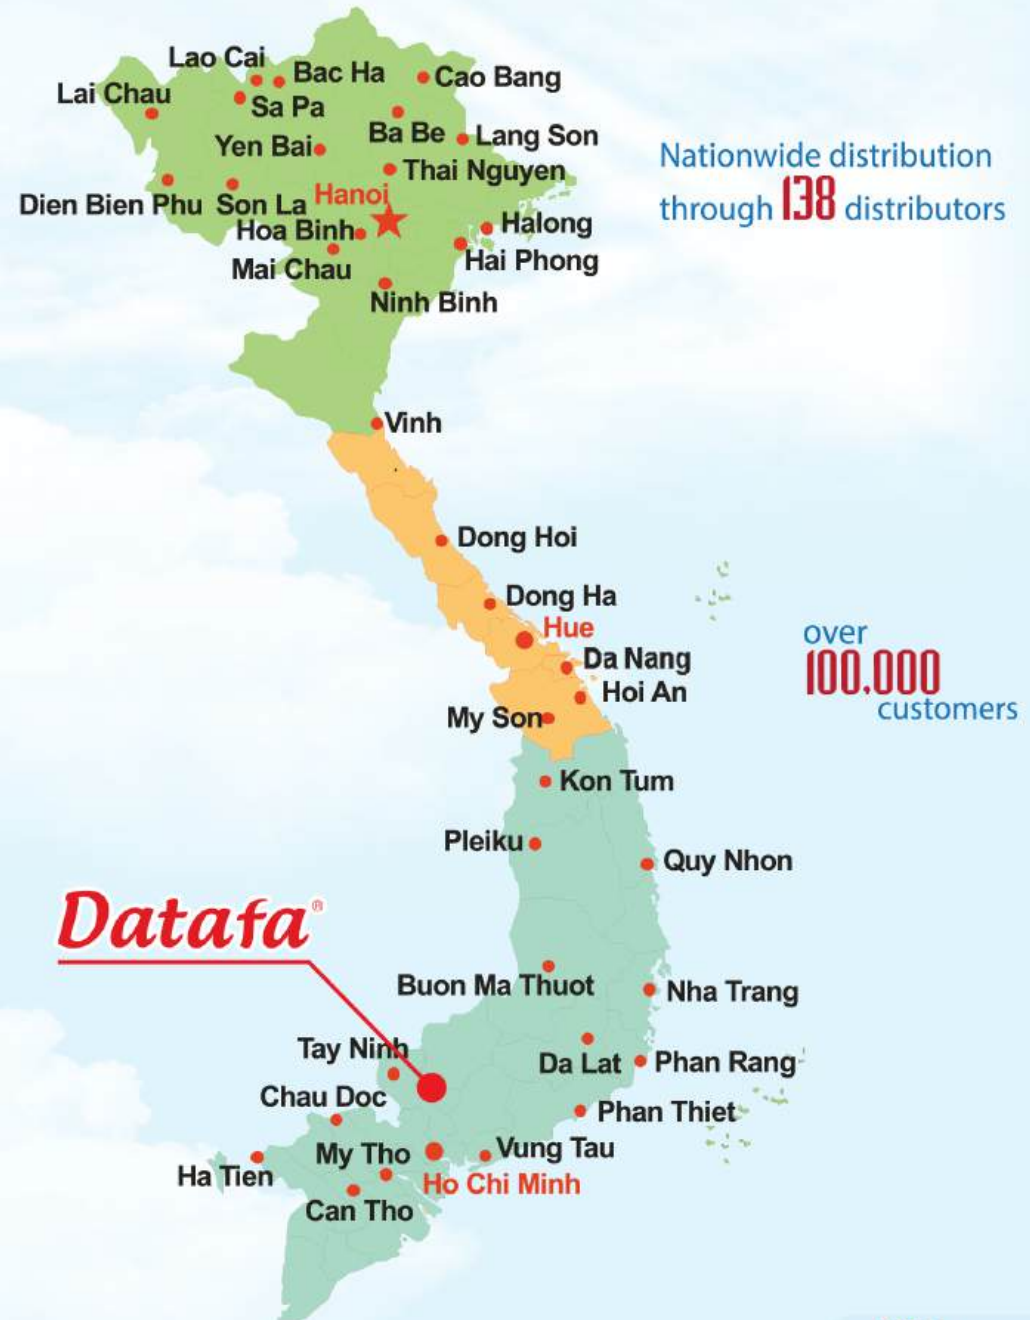 Lao Cai
Bac Ha
Cao Bang
Lai Chau
Sa Pa
Ba Be
Lang Son
Yen Bai
Thai Nguyen
Dien Bien Phu
Son La
Hanoi
Hoa Binh
Halong
Mai Chau
Hai Phong
Ninh Binh
Nationwide distribution
through 138 distributors
Vinh
Dong Hoi
Dong Ha
Hue
Da Nang
Hoi An
My Son
over
100.000
customers
Kon Tum
Pleiku
Quy Nhon
Datafa®
Buon Ma Thuot
Nha Trang
Tay Ninh
Da Lat
Phan Rang
Chau Doc
Phan Thiet
My Tho
Vung Tau
Ha Tien
Ho Chi Minh
Can Tho